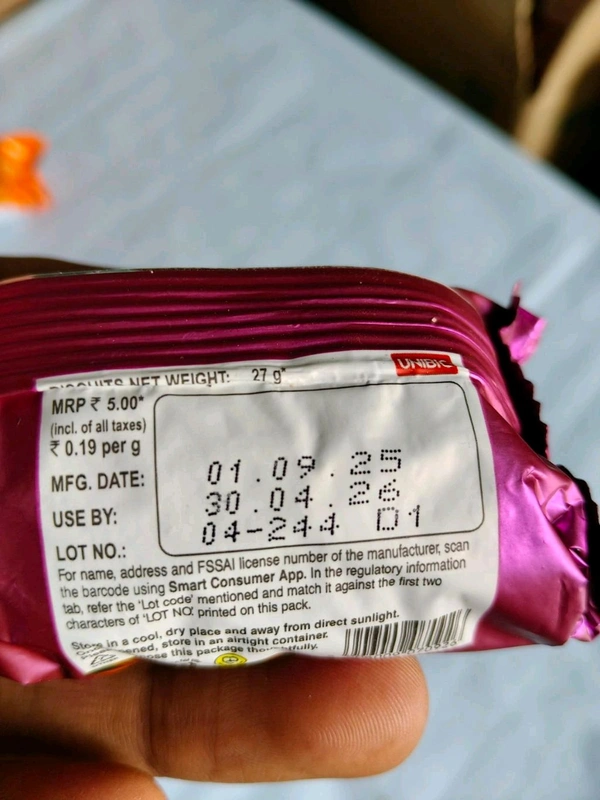 BISCUITS NET WEIGHT: 27 g*
UNIBIC
MRP ₹ 5.00*
(incl. of all taxes)
₹ 0.19 per g
MFG. DATE: 01.09.25
USE BY: 30.04.26
LOT NO.: 04-244 D1
For name, address and FSSAI license number of the manufacturer, scan
the barcode using Smart Consumer App. In the regulatory information
tab, refer the 'Lot code' mentioned and match it against the first two
characters of 'LOT NO.' printed on this pack.
Store in a cool, dry place and away from direct sunlight.
store in an airtight container.
this package thoughtfully.